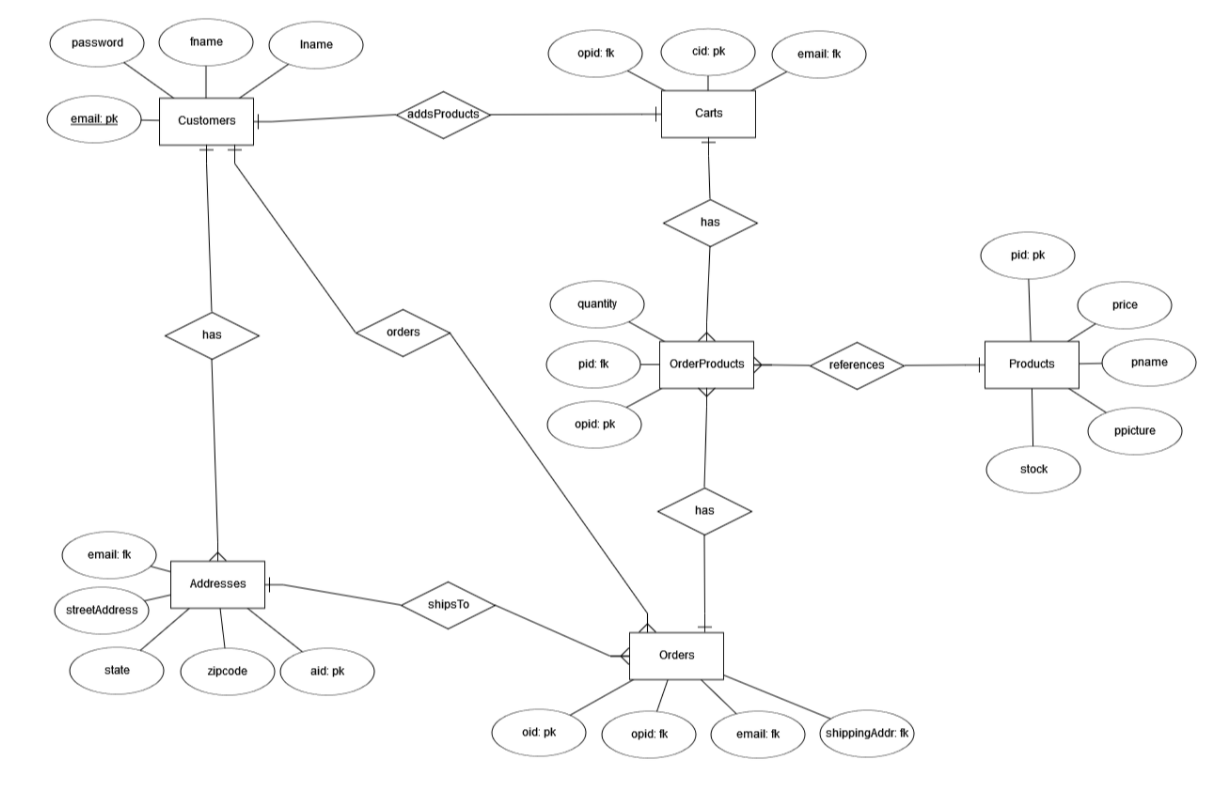 password
fname
lname
email: pk
Customers
addsProducts
opid: fk
cid: pk
email: fk
Carts
has
has
orders
quantity
pid: fk
opid: pk
OrderProducts
references
pid: pk
price
Products
pname
ppicture
stock
has
email: fk
streetAddress
Addresses
state
zipcode
aid: pk
shipsTo
Orders
oid: pk
opid: fk
email: fk
shippingAddr: fk